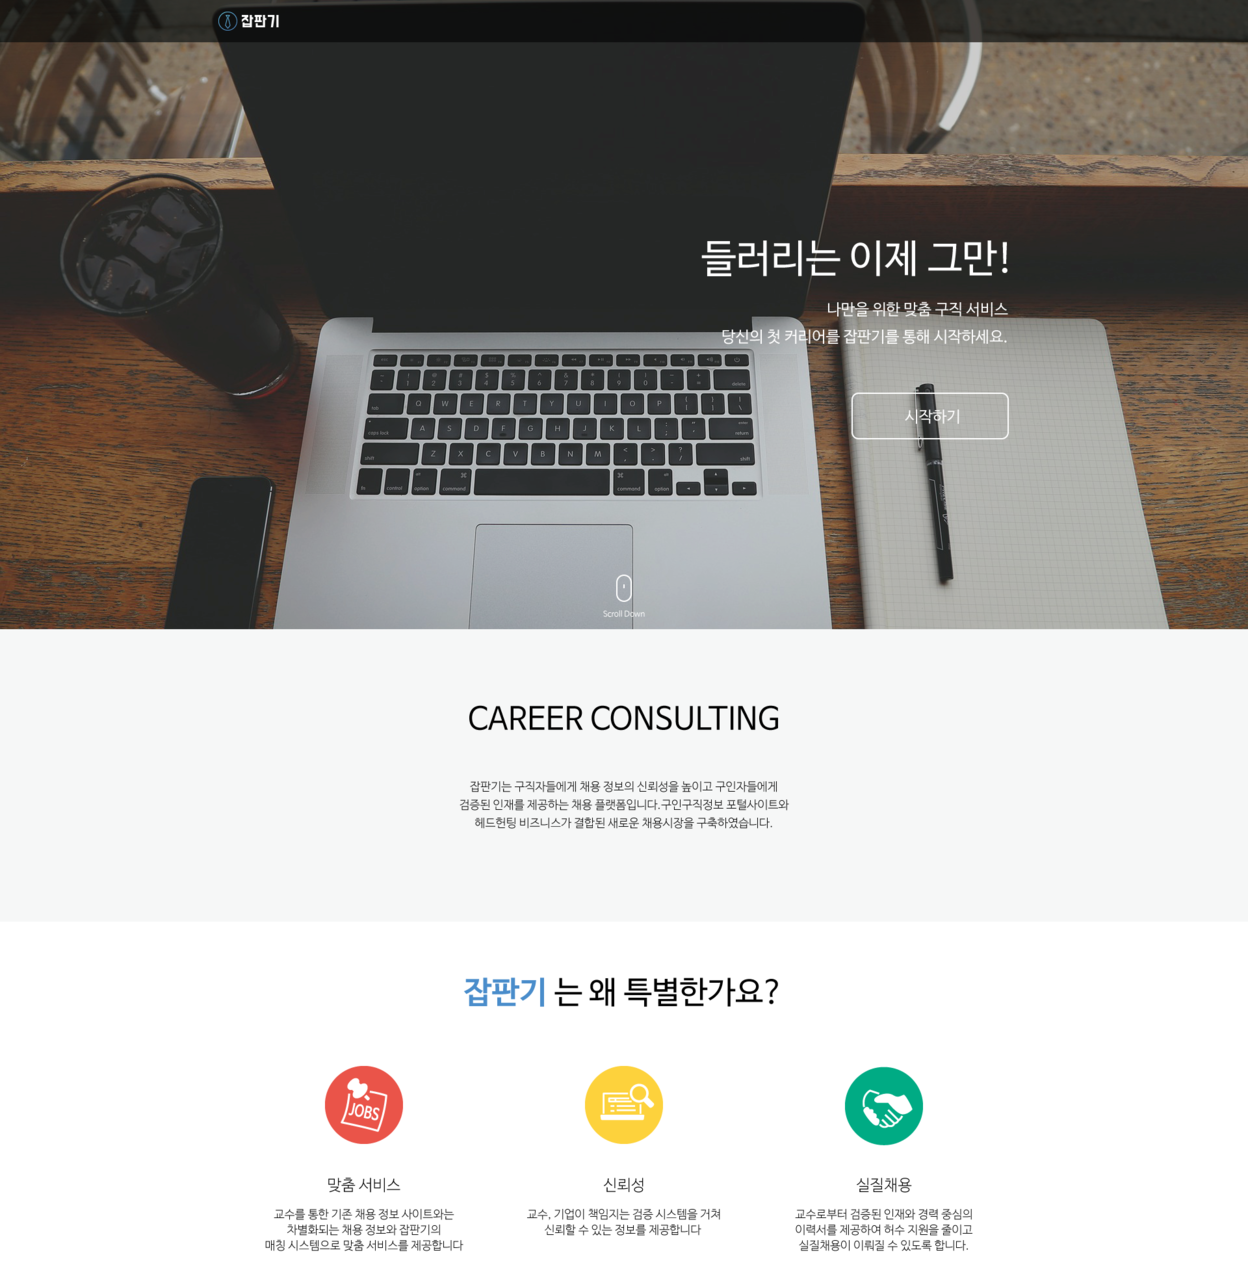 잡판기
들러리는 이제 그만!
나만을 위한 맞춤 구직 서비스
당신의 첫 커리어를 잡판기를 통해 시작하세요.
시작하기
Scroll Down
CAREER CONSULTING
잡판기는 구직자들에게 채용 정보의 신뢰성을 높이고 구인자들에게
검증된 인재를 제공하는 채용 플랫폼입니다.구인구직정보 포털사이트와
헤드헌팅 비즈니스가 결합된 새로운 채용시장을 구축하였습니다.
잡판기 는 왜 특별한가요?
JOBS
맞춤 서비스
교수를 통한 기존 채용 정보 사이트와는
차별화되는 채용 정보와 잡판기의
매칭 시스템으로 맞춤 서비스를 제공합니다
신뢰성
교수, 기업이 책임지는 검증 시스템을 거쳐
신뢰할 수 있는 정보를 제공합니다
실질채용
교수로부터 검증된 인재와 경력 중심의
이력서를 제공하여 허수 지원을 줄이고
실질채용이 이뤄질 수 있도록 합니다.